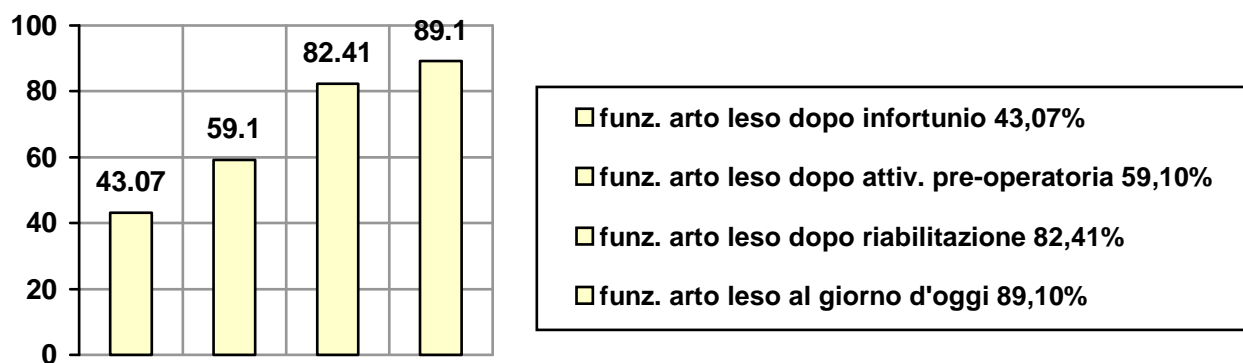 100
80
60
40
20
0
43.07
59.1
82.41
89.1
funz. arto leso dopo infortunio 43,07%
funz. arto leso dopo attiv. pre-operatoria 59,10%
funz. arto leso dopo riabilitazione 82,41%
funz. arto leso al giorno d'oggi 89,10%